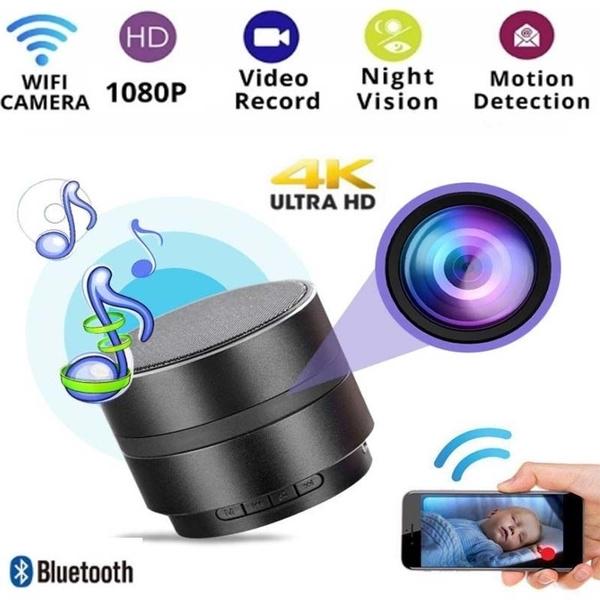 WIFI
CAMERA
HD
1080P
Video
Record
Night
Vision
Motion
Detection
4K
ULTRA HD
Bluetooth